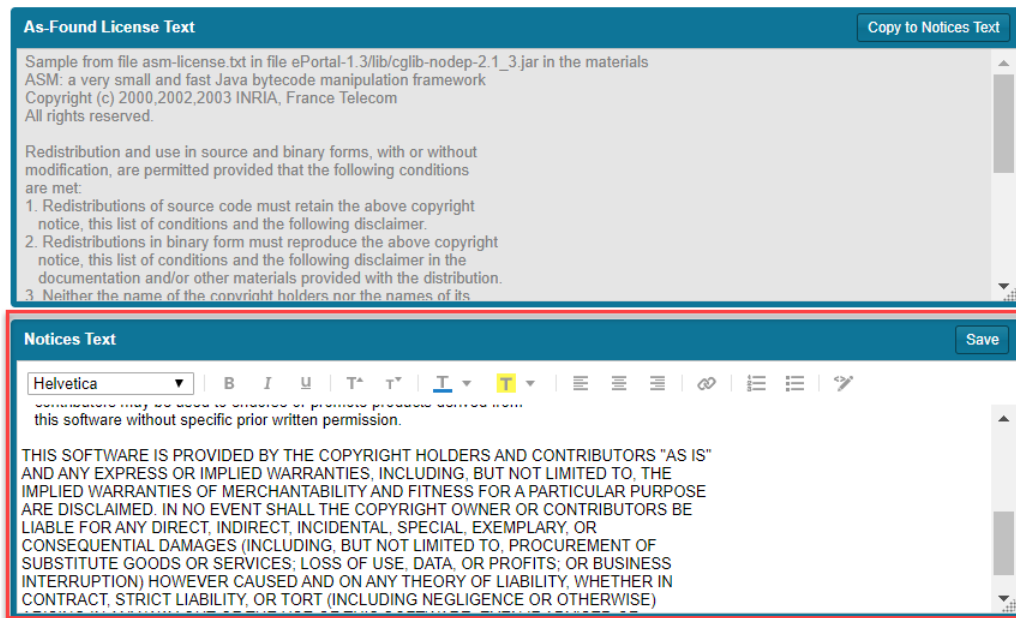 As-Found License Text
Copy to Notices Text
Sample from file asm-license.txt in file ePortal-1.3/lib/cglib-nodep-2.1_3.jar in the materials
ASM: a very small and fast Java bytecode manipulation framework
Copyright (c) 2000,2002,2003 INRIA, France Telecom
All rights reserved.
Redistribution and use in source and binary forms, with or without
modification, are permitted provided that the following conditions
are met:
1. Redistributions of source code must retain the above copyright
notice, this list of conditions and the following disclaimer.
2. Redistributions in binary form must reproduce the above copyright
notice, this list of conditions and the following disclaimer in the
documentation and/or other materials provided with the distribution.
3. Neither the name of the copyright holders nor the names of its
Notices Text
Save
Helvetica
B I U T T T T
contributors may be used to endorse or promote products derived from
this software without specific prior written permission.
THIS SOFTWARE IS PROVIDED BY THE COPYRIGHT HOLDERS AND CONTRIBUTORS "AS IS"
AND ANY EXPRESS OR IMPLIED WARRANTIES, INCLUDING, BUT NOT LIMITED TO, THE
IMPLIED WARRANTIES OF MERCHANTABILITY AND FITNESS FOR A PARTICULAR PURPOSE
ARE DISCLAIMED. IN NO EVENT SHALL THE COPYRIGHT OWNER OR CONTRIBUTORS BE
LIABLE FOR ANY DIRECT, INDIRECT, INCIDENTAL, SPECIAL, EXEMPLARY, OR
CONSEQUENTIAL DAMAGES (INCLUDING, BUT NOT LIMITED TO, PROCUREMENT OF
SUBSTITUTE GOODS OR SERVICES; LOSS OF USE, DATA, OR PROFITS; OR BUSINESS
INTERRUPTION) HOWEVER CAUSED AND ON ANY THEORY OF LIABILITY, WHETHER IN
CONTRACT, STRICT LIABILITY, OR TORT (INCLUDING NEGLIGENCE OR OTHERWISE)